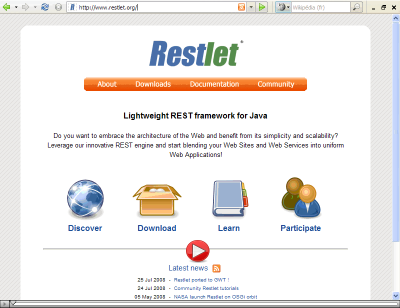 http://www.restlet.org/
Wikipédia (fr)
Restlet
About Downloads Documentation Community
Lightweight REST framework for Java
Do you want to embrace the architecture of the Web and benefit from its simplicity and scalability?
Leverage our innovative REST engine and start blending your Web Sites and Web Services into uniform
Web Applications!
Discover Download Learn Participate
Latest news
25 Jul 2008 - Restlet ported to GWT !
24 Jul 2008 - Community Restlet tutorials
05 May 2008 - NASA launch Restlet on OSGi orbit